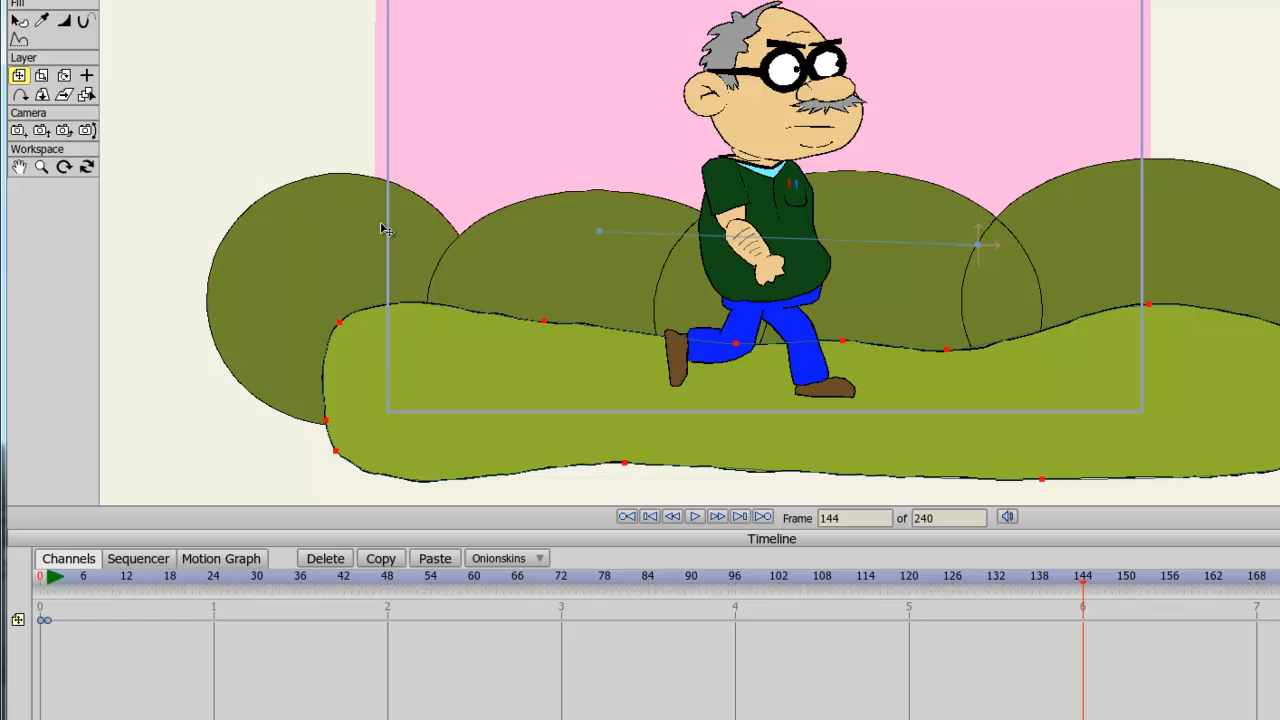 Fill
Layer
Camera
Workspace
Frame 144 of 240
Timeline
Channels Sequencer Motion Graph Delete Copy Paste Onionskins
0 6 12 18 24 30 36 42 48 54 60 66 72 78 84 90 96 102 108 114 120 126 132 138 144 150 156 162 168
0 1 2 3 4 5 6 7